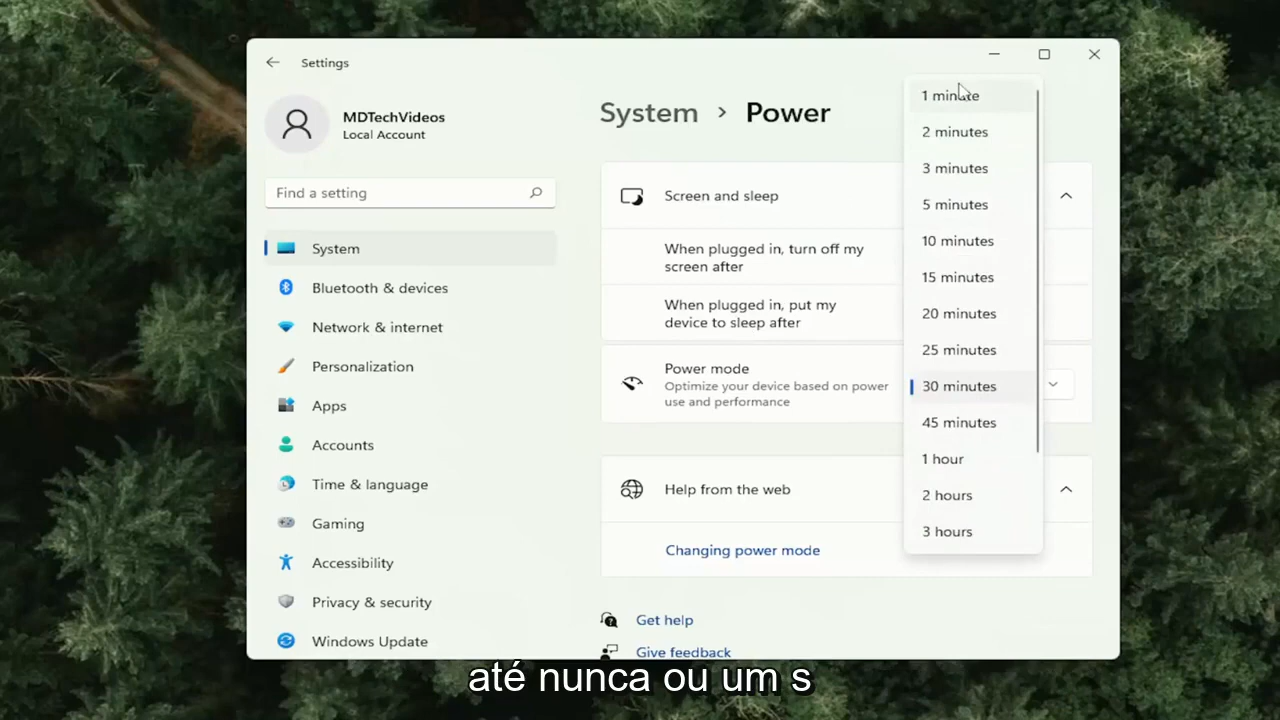 Settings
MDTechVideos
Local Account
Find a setting
System
Bluetooth & devices
Network & internet
Personalization
Apps
Accounts
Time & language
Gaming
Accessibility
Privacy & security
Windows Update
System > Power
Screen and sleep
When plugged in, turn off my
screen after
When plugged in, put my
device to sleep after
Power mode
Optimize your device based on power
use and performance
Help from the web
Changing power mode
Get help
Give feedback
1 minute
2 minutes
3 minutes
5 minutes
10 minutes
15 minutes
20 minutes
25 minutes
30 minutes
45 minutes
1 hour
2 hours
3 hours
até nunca ou um s